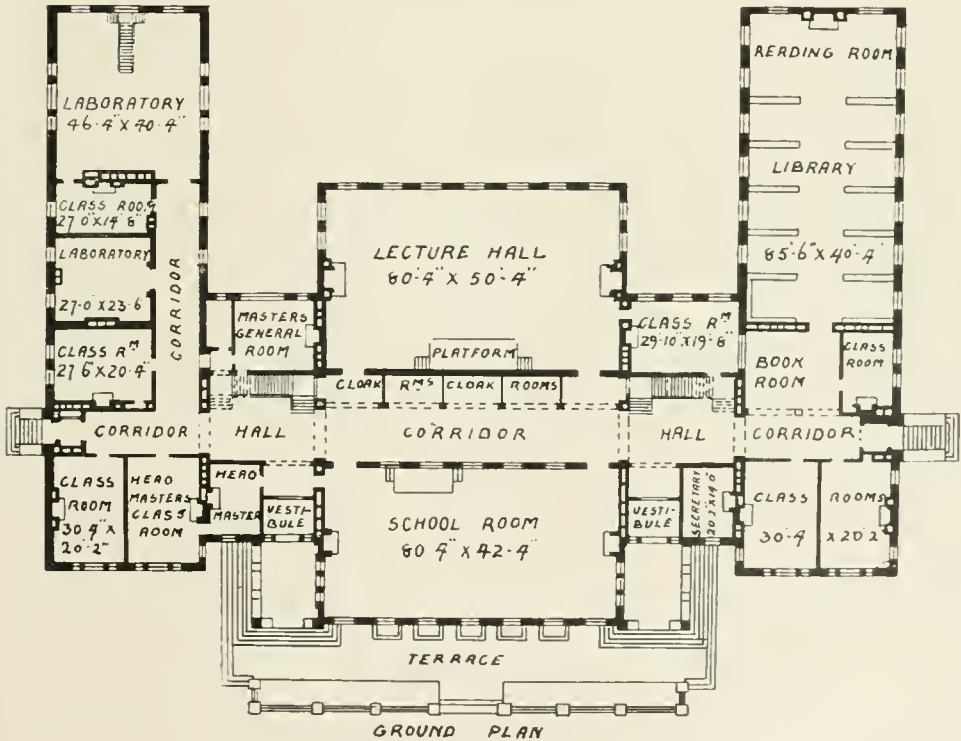 LABORATORY
46-4" X 40-4"
CLASS ROOM
27-0" X 14'8"
LABORATORY
27-0" X 23-6"
CLASS RM
27 6" X 20-4"
CORRIDOR
MASTERS
GENERAL
ROOM
LECTURE HALL
80-4" X 50-4"
PLATFORM
CLOAK RMS CLOAK ROOMS
CLASS RM
29-10" X 19'-8"
READING ROOM
LIBRARY
85-6" X 40-4"
BOOK
ROOM
CLASS
ROOM
CORRIDOR
HALL
CORRIDOR
HALL
CORRIDOR
CLASS
ROOM
30-4" X
20-2"
HEAD
MASTERS
CLASS
ROOM
HEAD
MASTER
VESTI-
BULE
SCHOOL ROOM
80 4" X 42-4"
VESTI-
BULE
SECRETARY
CLASS ROOMS
30-4 X 20 2
TERRACE
GROUND PLAN